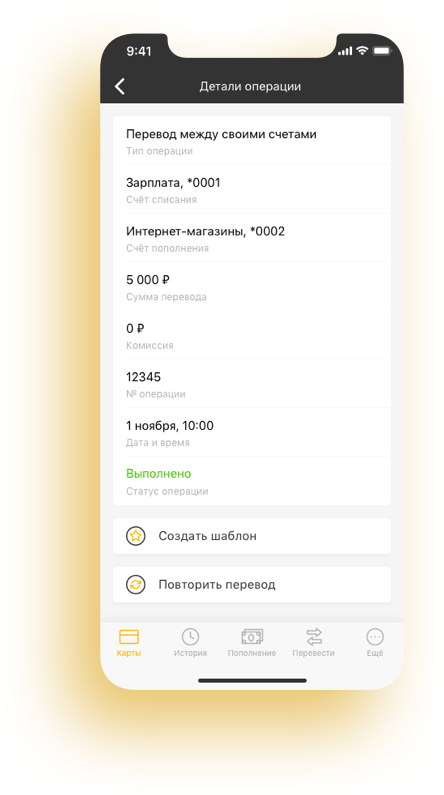 9:41
Детали операции
Перевод между своими счетами
Тип операции
Зарплата, *0001
Счёт списания
Интернет-магазины, *0002
Счёт пополнения
5 000 ₽
Сумма перевода
0 ₽
Комиссия
12345
№ операции
1 ноября, 10:00
Дата и время
Выполнено
Статус операции
Создать шаблон
Повторить перевод
Карты История Пополнение Перевести Ещё